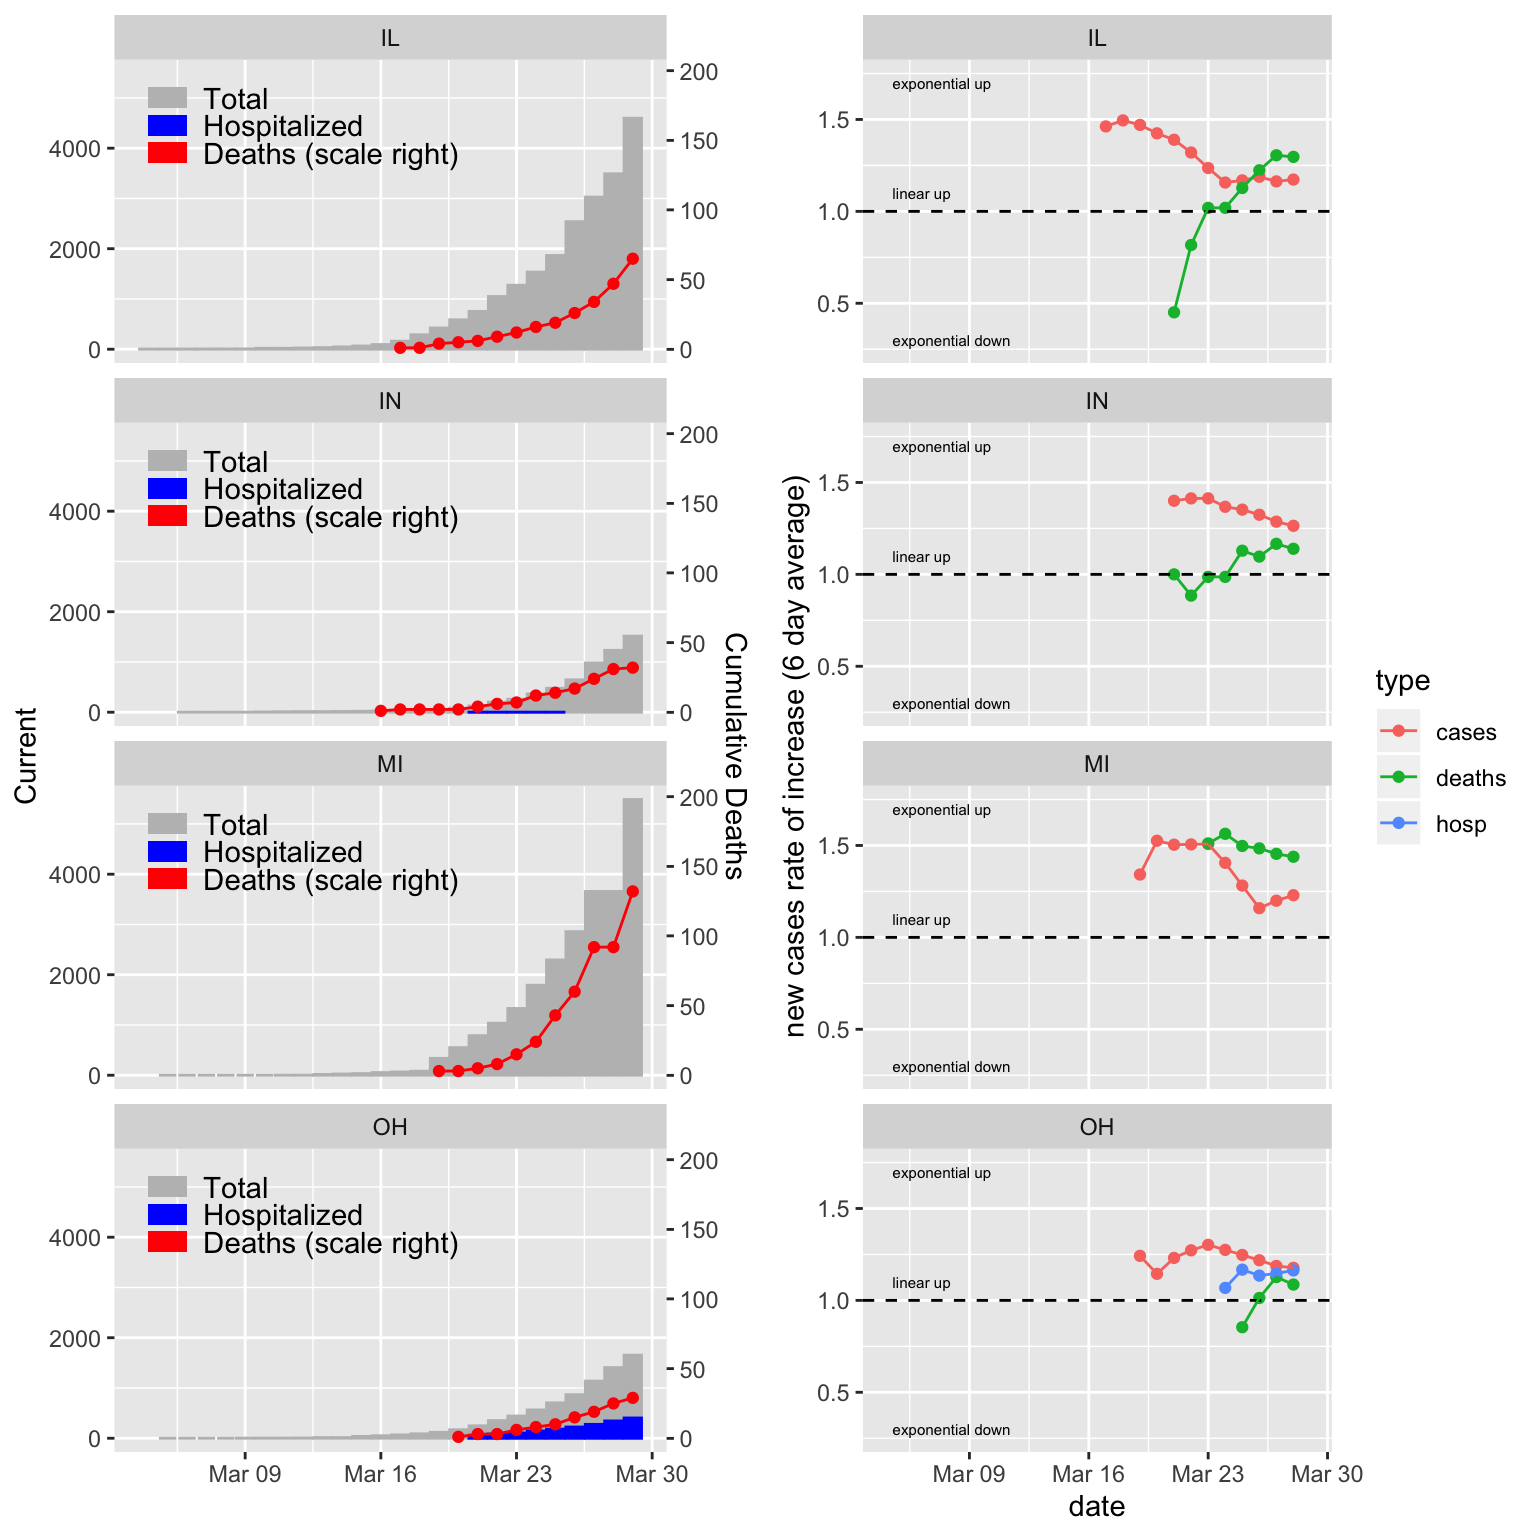 IL
Total
Hospitalized
Deaths (scale right)
4000
2000
0
200
150
100
50
0
IN
Total
Hospitalized
Deaths (scale right)
4000
2000
0
200
150
100
50
0
MI
Total
Hospitalized
Deaths (scale right)
4000
2000
0
200
150
100
50
0
OH
Total
Hospitalized
Deaths (scale right)
4000
2000
0
200
150
100
50
0
Mar 09
Mar 16
Mar 23
Mar 30
Current
Cumulative Deaths
IL
exponential up
linear up
exponential down
1.5
1.0
0.5
IN
exponential up
linear up
exponential down
1.5
1.0
0.5
MI
exponential up
linear up
exponential down
1.5
1.0
0.5
OH
exponential up
linear up
exponential down
1.5
1.0
0.5
Mar 09
Mar 16
Mar 23
Mar 30
date
new cases rate of increase (6 day average)
type
cases
deaths
hosp